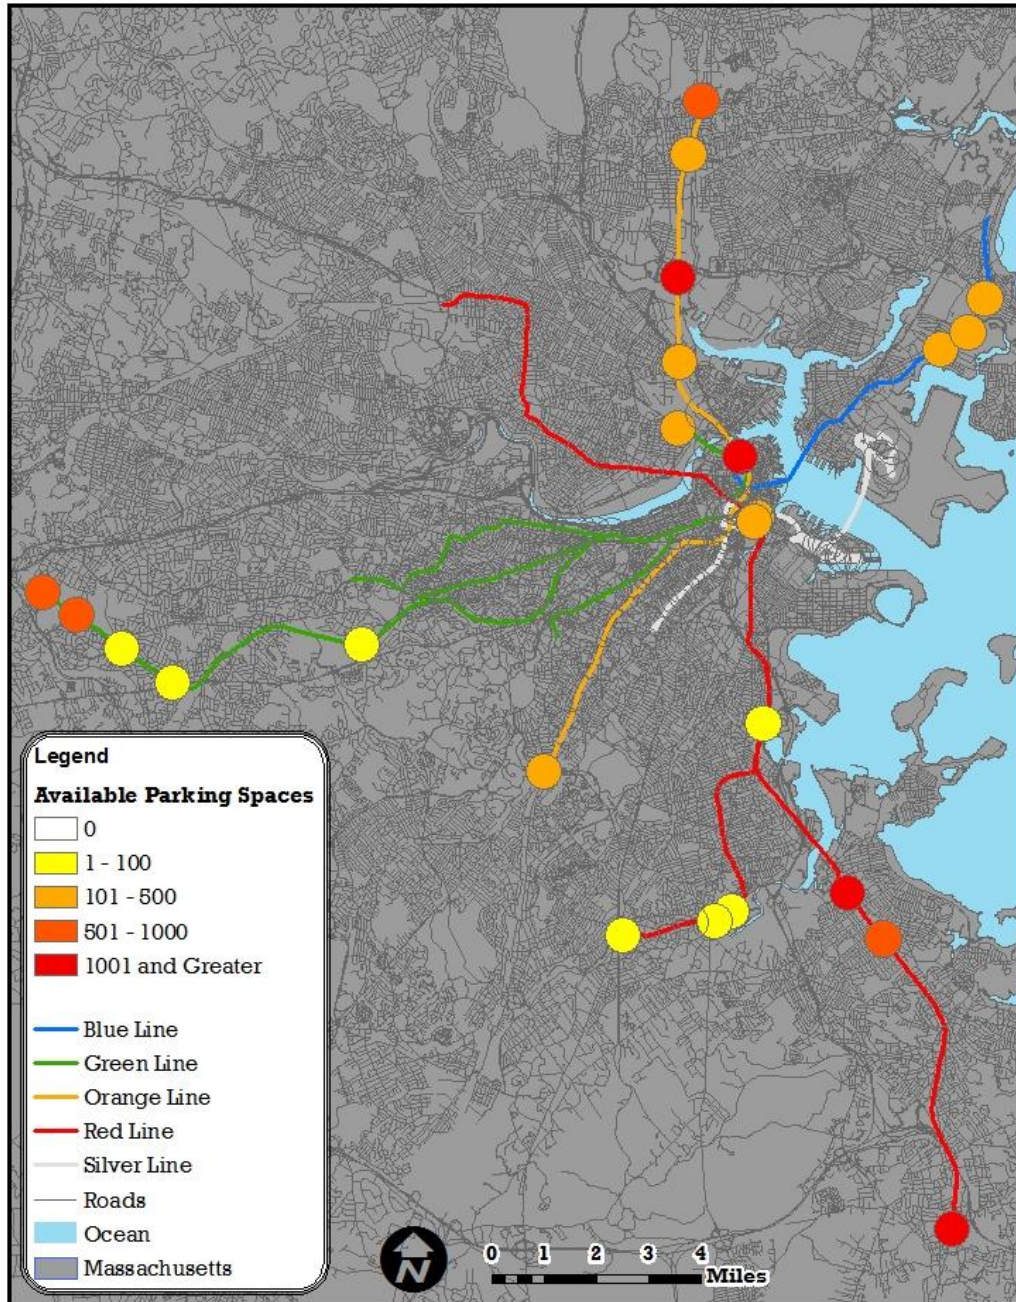 Legend
Available Parking Spaces
0
1 - 100
101 - 500
501 - 1000
1001 and Greater
Blue Line
Green Line
Orange Line
Red Line
Silver Line
Roads
Ocean
Massachusetts
N
0 1 2 3 4
Miles